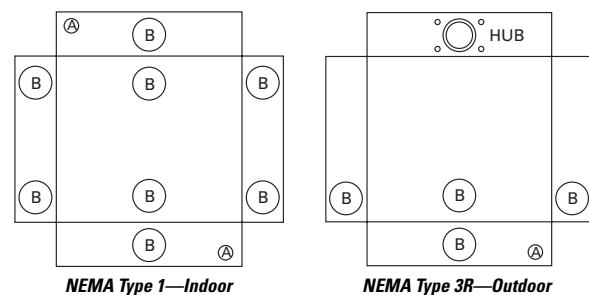 A B HUB
B B B
B B B B B B
B B
A A
NEMA Type 1—Indoor NEMA Type 3R—Outdoor